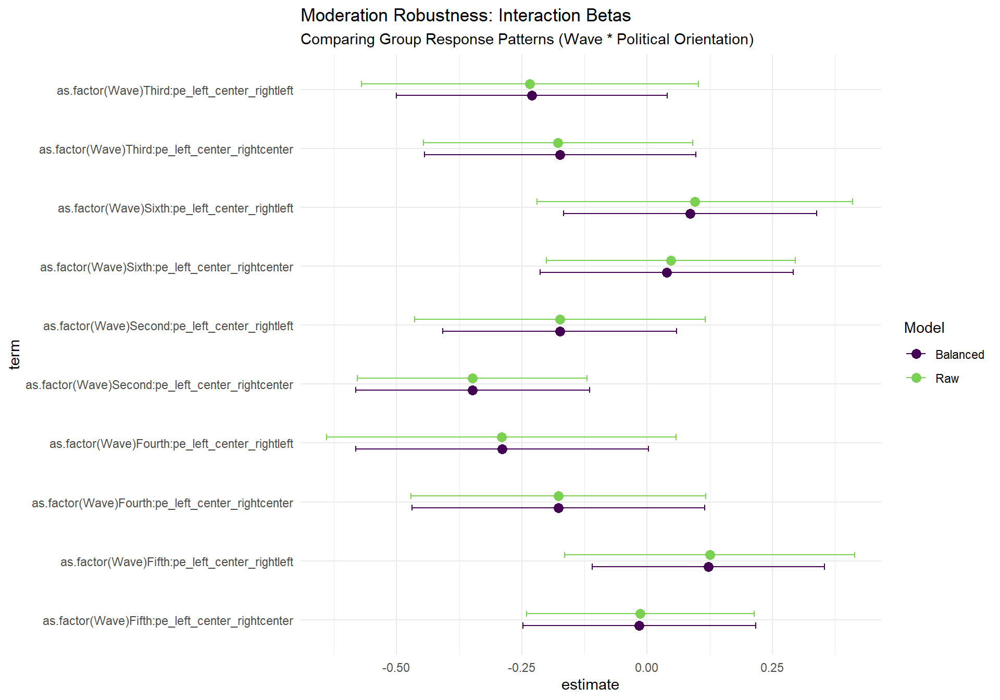 Moderation Robustness: Interaction Betas
Comparing Group Response Patterns (Wave * Political Orientation)
as.factor(Wave)Third:pe_left_center_rightleft
as.factor(Wave)Third:pe_left_center_rightcenter
as.factor(Wave)Sixth:pe_left_center_rightleft
as.factor(Wave)Sixth:pe_left_center_rightcenter
as.factor(Wave)Second:pe_left_center_rightleft
as.factor(Wave)Second:pe_left_center_rightcenter
as.factor(Wave)Fourth:pe_left_center_rightleft
as.factor(Wave)Fourth:pe_left_center_rightcenter
as.factor(Wave)Fifth:pe_left_center_rightleft
as.factor(Wave)Fifth:pe_left_center_rightcenter
term
-0.50 -0.25 0.00 0.25
estimate
Model
Balanced
Raw